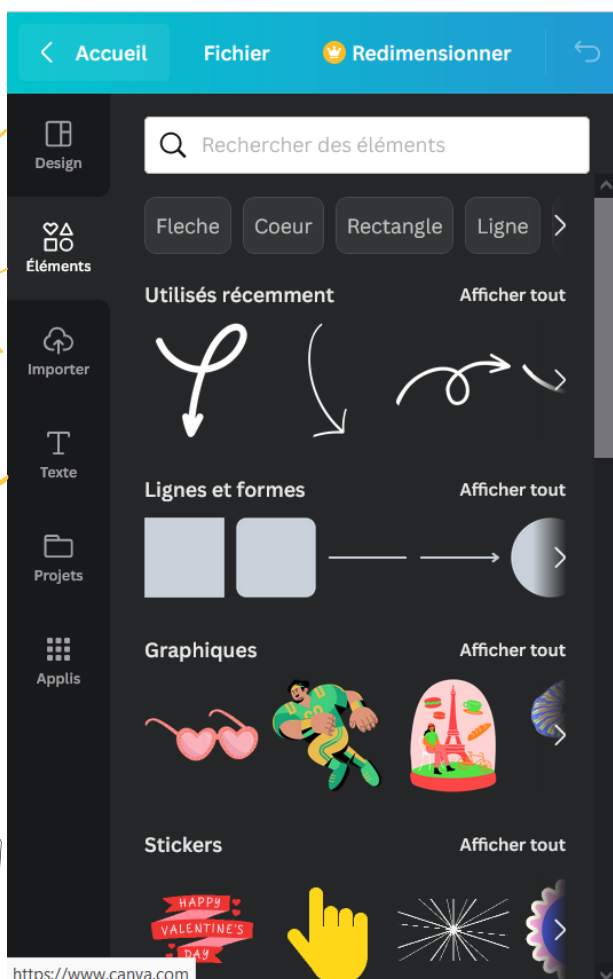 Accueil Fichier Redimensionner
Design
Éléments
Importer
Texte
Projets
Applis
Rechercher des éléments
Fleche Coeur Rectangle Ligne
Utilisés récemment Afficher tout
Lignes et formes Afficher tout
Graphiques Afficher tout
Stickers Afficher tout
HAPPY
VALENTINE'S
DAY
https://www.canva.com